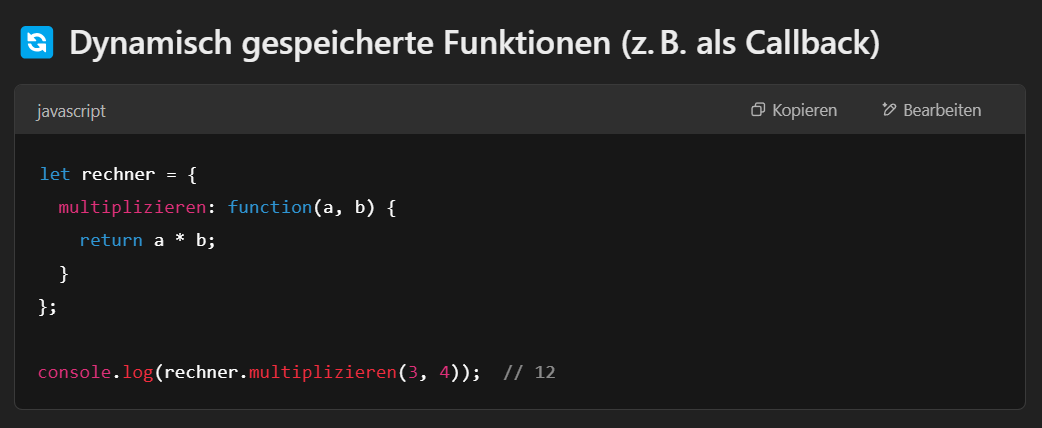 Dynamisch gespeicherte Funktionen (z. B. als Callback)
javascript
Kopieren
Bearbeiten
let rechner = {
  multiplizieren: function(a, b) {
    return a * b;
  }
};
console.log(rechner.multiplizieren(3, 4));  // 12